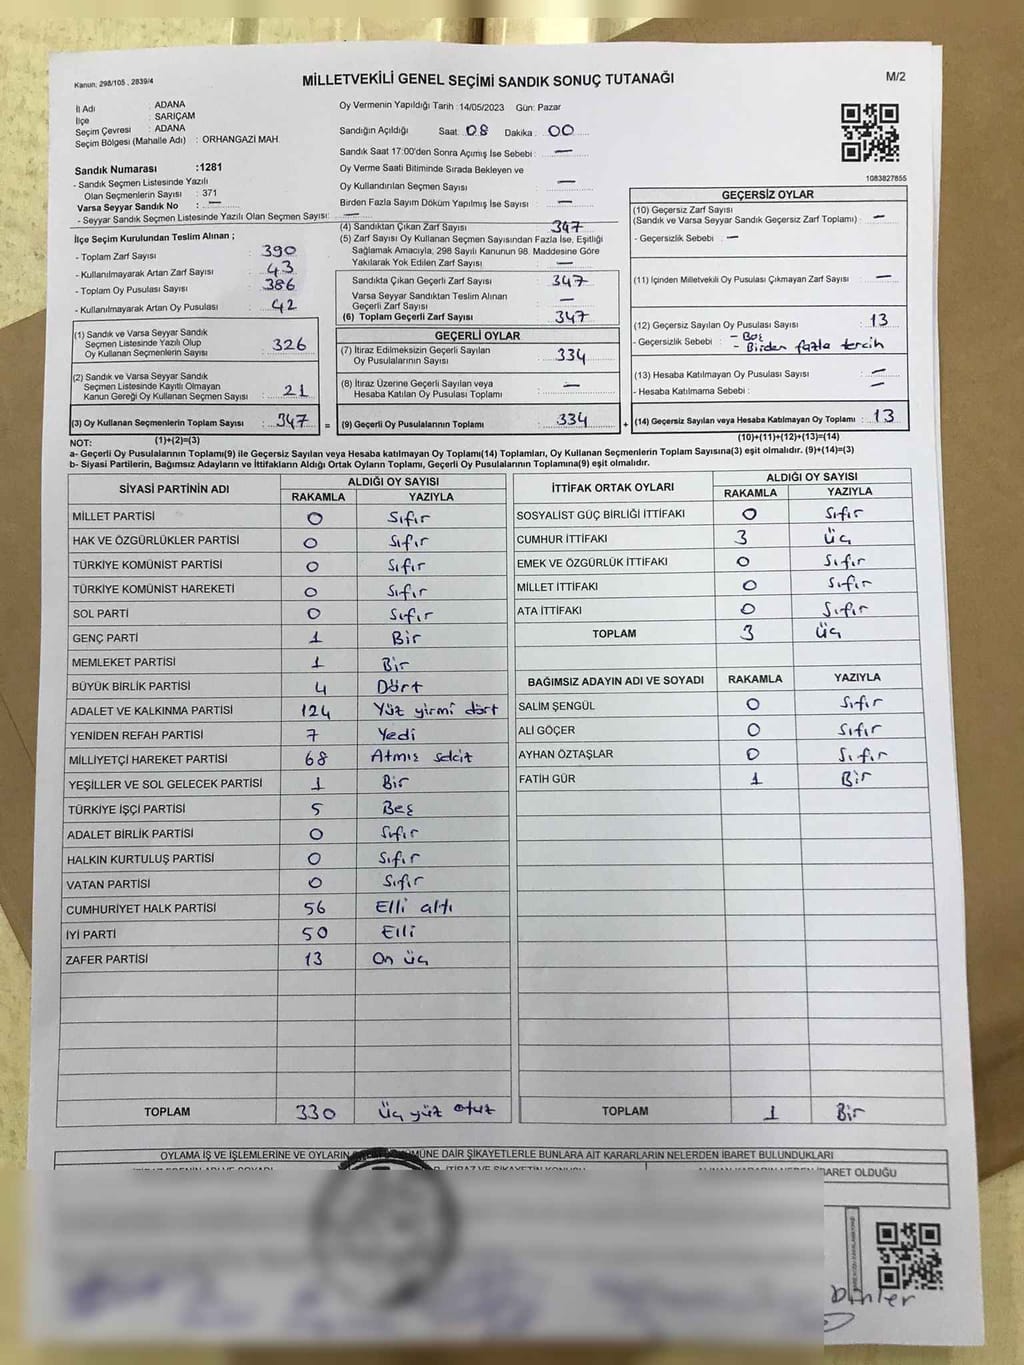 Kanun: 298/105 , 2839/4
MİLLETVEKİLİ GENEL SEÇİMİ SANDIK SONUÇ TUTANAĞI
M/2
İl Adı : ADANA
İlçe : SARIÇAM
Seçim Çevresi : ADANA
Seçim Bölgesi (Mahalle Adı) : ORHANGAZİ MAH.
Sandık Numarası :1281
- Sandık Seçmen Listesinde Yazılı
Olan Seçmenlerin Sayısı : 371
Varsa Seyyar Sandık No : —
- Seyyar Sandık Seçmen Listesinde Yazılı Olan Seçmen Sayısı: —
İlçe Seçim Kurulundan Teslim Alınan ;
- Toplam Zarf Sayısı : 390
- Kullanılmayarak Artan Zarf Sayısı : 43
- Toplam Oy Pusulası Sayısı : 386
- Kullanılmayarak Artan Oy Pusulası : 42
(1) Sandık ve Varsa Seyyar Sandık
Seçmen Listesinde Yazılı Olup
Oy Kullanan Seçmenlerin Sayısı : 326
(2) Sandık ve Varsa Seyyar Sandık
Seçmen Listesinde Kayıtlı Olmayan
Kanun Gereği Oy Kullanan Seçmen Sayısı : 21
(3) Oy Kullanan Seçmenlerin Toplam Sayısı : 347
Oy Vermenin Yapıldığı Tarih :14/05/2023 Gün: Pazar
Sandığın Açıldığı Saat: 08 Dakika : 00
Sandık Saat 17:00'den Sonra Açımış İse Sebebi : —
Oy Verme Saati Bitiminde Sırada Bekleyen ve
Oy Kullandırılan Seçmen Sayısı : —
Birden Fazla Sayım Döküm Yapılmış İse Sayısı : —
(4) Sandıktan Çıkan Zarf Sayısı : 347
(5) Zarf Sayısı Oy Kullanan Seçmen Sayısından Fazla İse, Eşitliği
Sağlamak Amacıyla, 298 Sayılı Kanunun 98. Maddesine Göre
Yakılarak Yok Edilen Zarf Sayısı : —
Sandıkta Çıkan Geçerli Zarf Sayısı : 347
Varsa Seyyar Sandıktan Teslim Alınan
Geçerli Zarf Sayısı : —
(6) Toplam Geçerli Zarf Sayısı : 347
GEÇERLİ OYLAR
(7) İtiraz Edilmeksizin Geçerli Sayılan
Oy Pusulalarının Sayısı : 334
(8) İtiraz Üzerine Geçerli Sayılan veya
Hesaba Katılan Oy Pusulası Toplamı : —
= (9) Geçerli Oy Pusulalarının Toplamı : 334
1083827855
GEÇERSİZ OYLAR
(10) Geçersiz Zarf Sayısı
(Sandık ve Varsa Seyyar Sandık Geçersiz Zarf Toplamı) : —
- Geçersizlik Sebebi : —
(11) İçinden Milletvekili Oy Pusulası Çıkmayan Zarf Sayısı : —
(12) Geçersiz Sayılan Oy Pusulası Sayısı : 13
- Geçersizlik Sebebi : - Boş
- Birden fazla tercih
(13) Hesaba Katılmayan Oy Pusulası Sayısı : —
- Hesaba Katılmama Sebebi : —
+ (14) Geçersiz Sayılan veya Hesaba Katılmayan Oy Toplamı : 13
NOT: (1)+(2)=(3) (10)+(11)+(12)+(13)=(14)
a- Geçerli Oy Pusulalarının Toplamı(9) ile Geçersiz Sayılan veya Hesaba katılmayan Oy Toplamı(14) Toplamları, Oy Kullanan Seçmenlerin Toplam Sayısına(3) eşit olmalıdır. (9)+(14)=(3)
b- Siyasi Partilerin, Bağımsız Adayların ve İttifakların Aldığı Ortak Oyların Toplamı, Geçerli Oy Pusulalarının Toplamına(9) eşit olmalıdır.
SİYASİ PARTİNİN ADI ALDIĞI OY SAYISI
RAKAMLA YAZIYLA
MİLLET PARTİSİ 0 Sıfır
HAK VE ÖZGÜRLÜKLER PARTİSİ 0 Sıfır
TÜRKİYE KOMÜNİST PARTİSİ 0 Sıfır
TÜRKİYE KOMÜNİST HAREKETİ 0 Sıfır
SOL PARTİ 0 Sıfır
GENÇ PARTİ 1 Bir
MEMLEKET PARTİSİ 1 Bir
BÜYÜK BİRLİK PARTİSİ 4 Dört
ADALET VE KALKINMA PARTİSİ 124 Yüz yirmi dört
YENİDEN REFAH PARTİSİ 7 Yedi
MİLLİYETÇİ HAREKET PARTİSİ 68 Atmış sekiz
YEŞİLLER VE SOL GELECEK PARTİSİ 1 Bir
TÜRKİYE İŞÇİ PARTİSİ 5 Beş
ADALET BİRLİK PARTİSİ 0 Sıfır
HALKIN KURTULUŞ PARTİSİ 0 Sıfır
VATAN PARTİSİ 0 Sıfır
CUMHURİYET HALK PARTİSİ 56 Elli altı
İYİ PARTİ 50 Elli
ZAFER PARTİSİ 13 On üç
TOPLAM 330 Üç yüz otuz
İTTİFAK ORTAK OYLARI ALDIĞI OY SAYISI
RAKAMLA YAZIYLA
SOSYALİST GÜÇ BİRLİĞİ İTTİFAKI 0 Sıfır
CUMHUR İTTİFAKI 3 Üç
EMEK VE ÖZGÜRLÜK İTTİFAKI 0 Sıfır
MİLLET İTTİFAKI 0 Sıfır
ATA İTTİFAKI 0 Sıfır
TOPLAM 3 Üç
BAĞIMSIZ ADAYIN ADI VE SOYADI RAKAMLA YAZIYLA
SALİM ŞENGÜL 0 Sıfır
ALİ GÖÇER 0 Sıfır
AYHAN ÖZTAŞLAR 0 Sıfır
FATİH GÜR 1 Bir
TOPLAM 1 Bir
OYLAMA İŞ VE İŞLEMLERİNE VE OYLARIN DÖKÜMÜNE DAİR ŞİKAYETLERLE BUNLARA AİT KARARLARIN NELERDEN İBARET BULUNDUKLARI